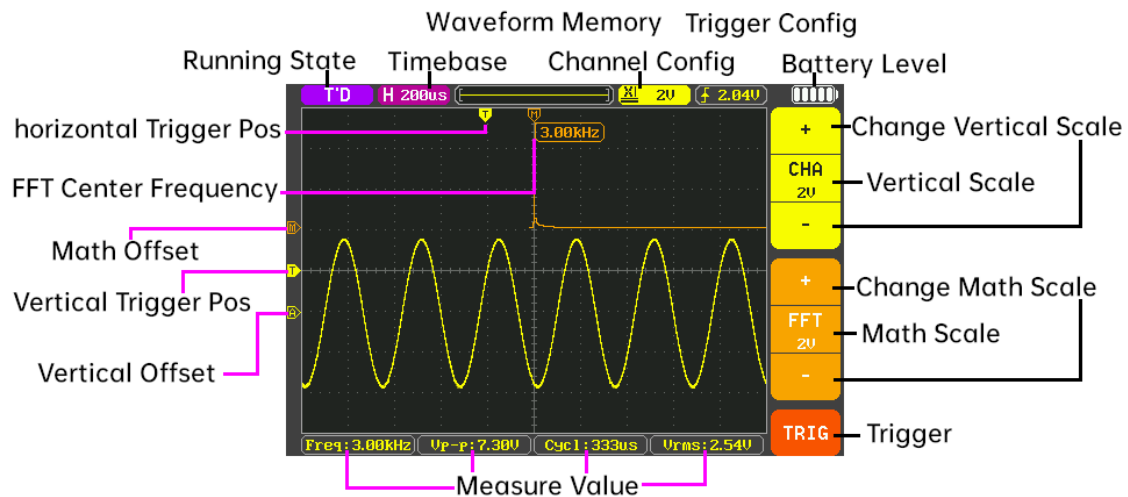 Waveform Memory Trigger Config
Running State Timebase Channel Config Battery Level
T'D H 200us X1 2V 2.04V
horizontal Trigger Pos
T M
3.00kHz
+ Change Vertical Scale
FFT Center Frequency
CHA Vertical Scale
2V
-
M
Math Offset
T
Vertical Trigger Pos
+ Change Math Scale
A
FFT Math Scale
2V
Vertical Offset
-
TRIG Trigger
Freq:3.00kHz Vp-p:7.30V Cycl:333us Vrms:2.54V
Measure Value